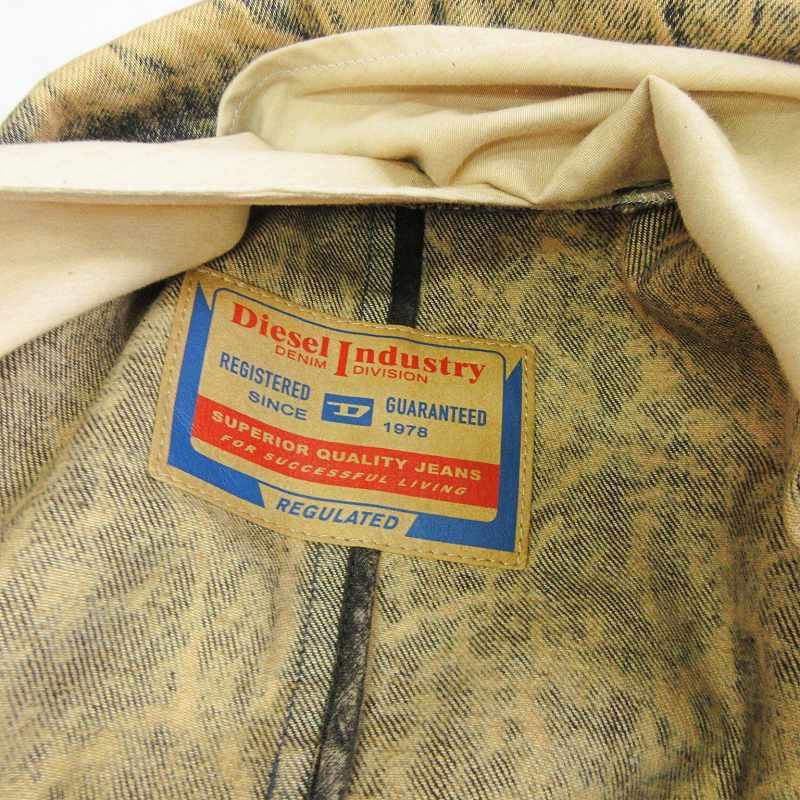 Diesel Industry
DENIM DIVISION
REGISTERED D GUARANTEED
SINCE 1978
SUPERIOR QUALITY JEANS
FOR SUCCESSFUL LIVING
REGULATED